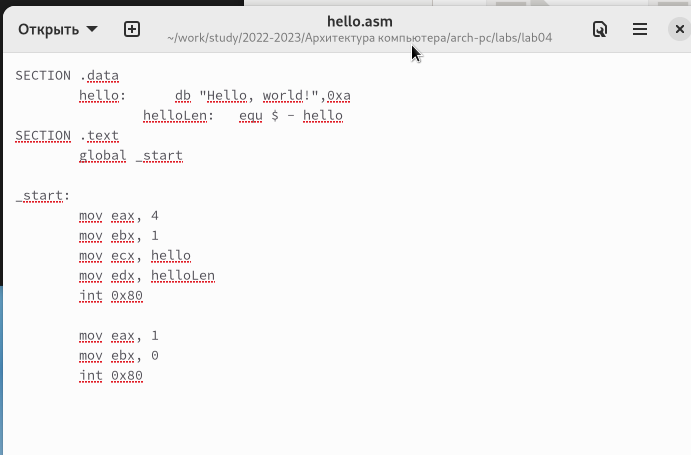 Открыть
hello.asm
~/work/study/2022-2023/Архитектура компьютера/arch-pc/labs/lab04
SECTION .data
hello: db "Hello, world!",0xa
helloLen: equ $ - hello
SECTION .text
global _start
_start:
mov eax, 4
mov ebx, 1
mov ecx, hello
mov edx, helloLen
int 0x80
mov eax, 1
mov ebx, 0
int 0x80